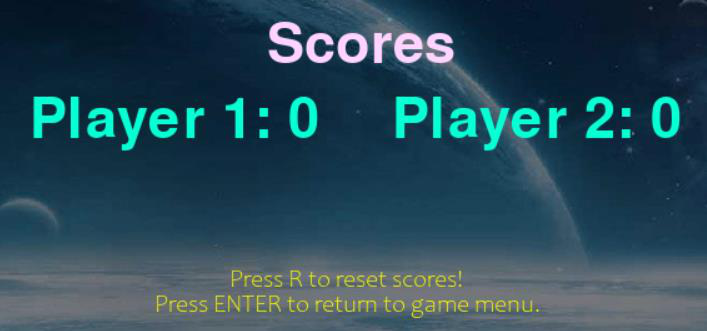 Scores
Player 1: 0 Player 2: 0
Press R to reset scores!
Press ENTER to return to game menu.